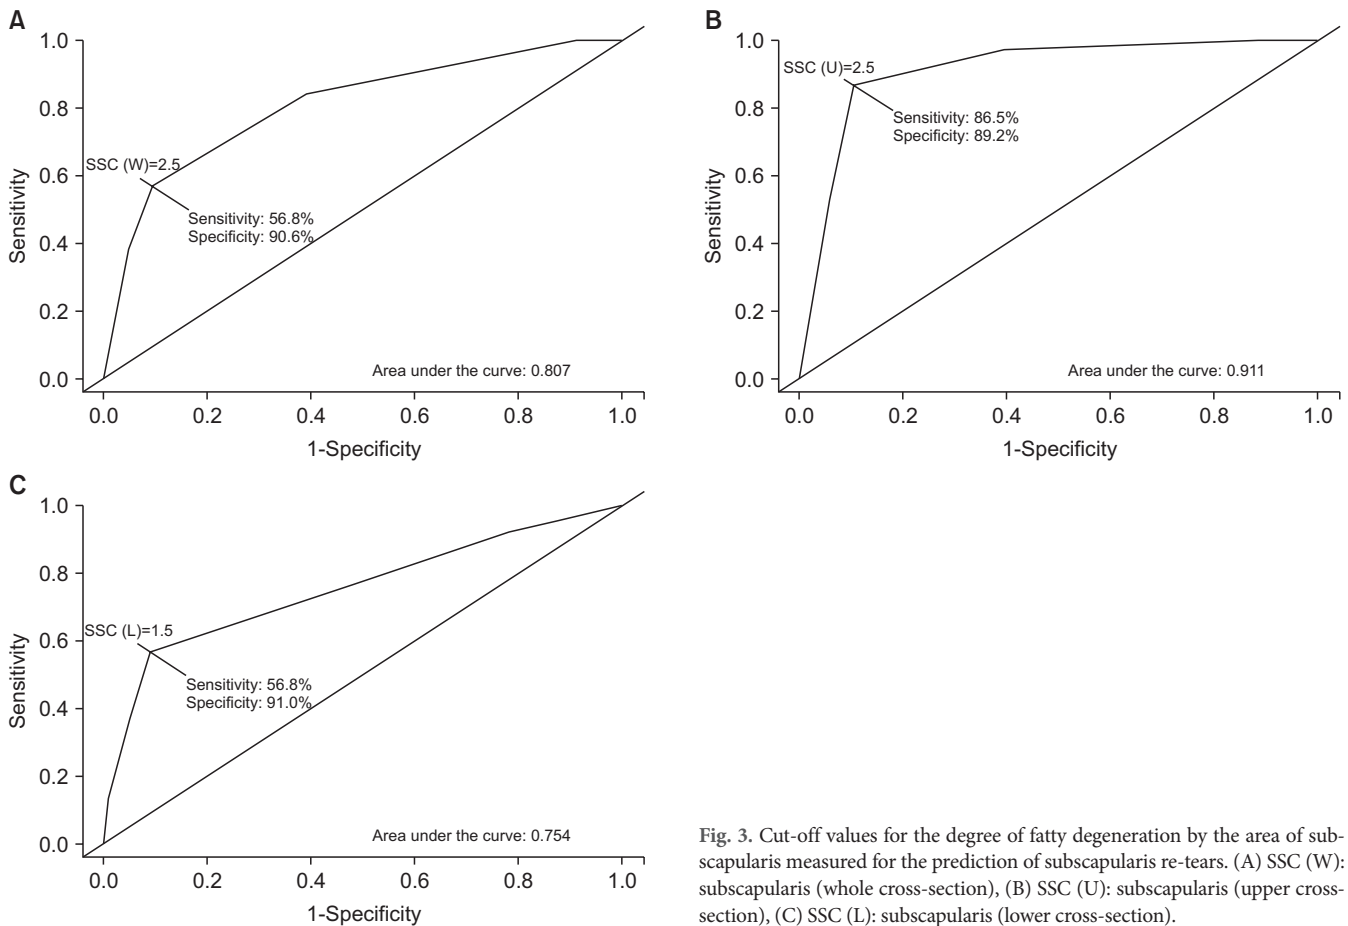 A
1.0
0.8
0.6
0.4
0.2
0.0
Sensitivity
SSC (W)=2.5
Sensitivity: 56.8%
Specificity: 90.6%
Area under the curve: 0.807
0.0 0.2 0.4 0.6 0.8 1.0
1-Specificity
B
1.0
0.8
0.6
0.4
0.2
0.0
Sensitivity
SSC (U)=2.5
Sensitivity: 86.5%
Specificity: 89.2%
Area under the curve: 0.911
0.0 0.2 0.4 0.6 0.8 1.0
1-Specificity
C
1.0
0.8
0.6
0.4
0.2
0.0
Sensitivity
SSC (L)=1.5
Sensitivity: 56.8%
Specificity: 91.0%
Area under the curve: 0.754
0.0 0.2 0.4 0.6 0.8 1.0
1-Specificity
Fig. 3. Cut-off values for the degree of fatty degeneration by the area of sub-
scapularis measured for the prediction of subscapularis re-tears. (A) SSC (W):
subscapularis (whole cross-section), (B) SSC (U): subscapularis (upper cross-
section), (C) SSC (L): subscapularis (lower cross-section).